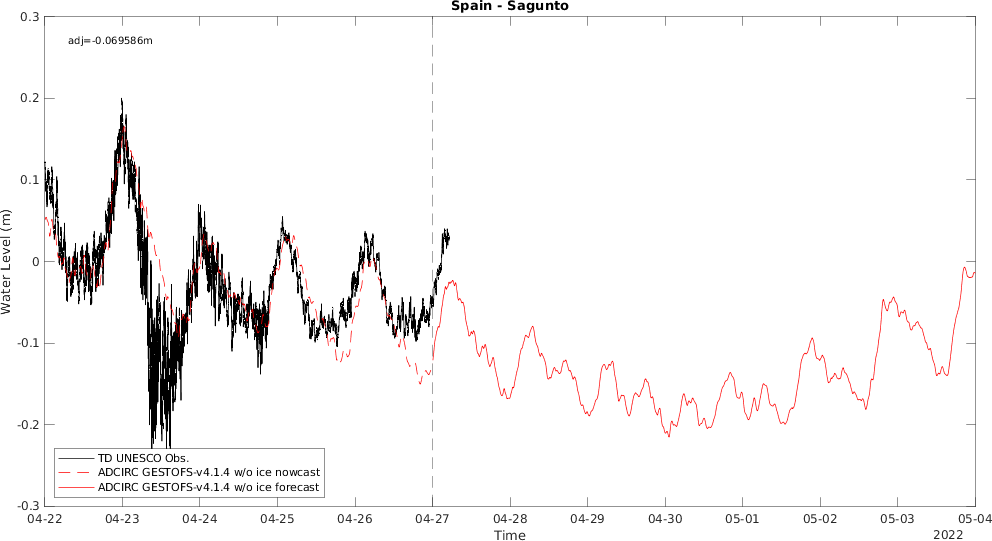 Spain - Sagunto
adj=-0.069586m
0.3
0.2
0.1
0
-0.1
-0.2
-0.3
Water Level (m)
TD UNESCO Obs.
ADCIRC GESTOFS-v4.1.4 w/o ice nowcast
ADCIRC GESTOFS-v4.1.4 w/o ice forecast
04-22 04-23 04-24 04-25 04-26 04-27 04-28 04-29 04-30 05-01 05-02 05-03 05-04
Time
2022